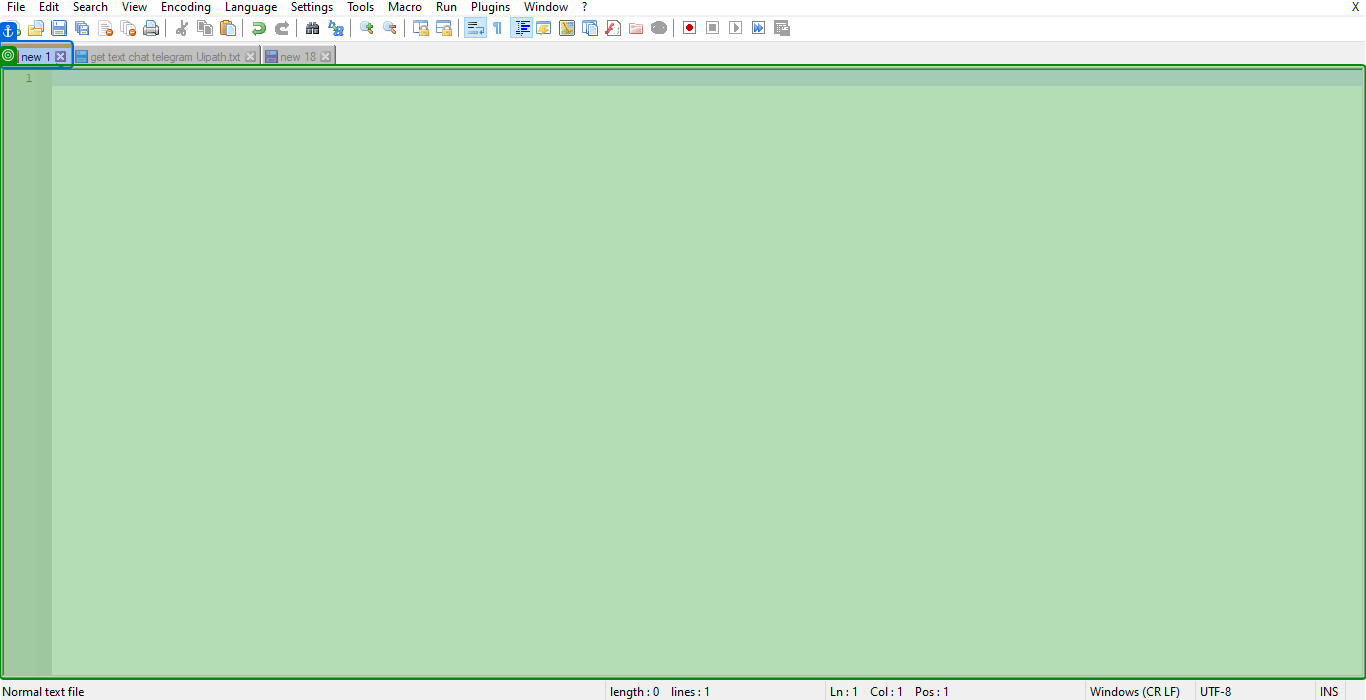 File Edit Search View Encoding Language Settings Tools Macro Run Plugins Window ? X
new 1 get text chat telegram Uipath.txt new 18
1
Normal text file length : 0 lines : 1 Ln : 1 Col : 1 Pos : 1 Windows (CR LF) UTF-8 INS